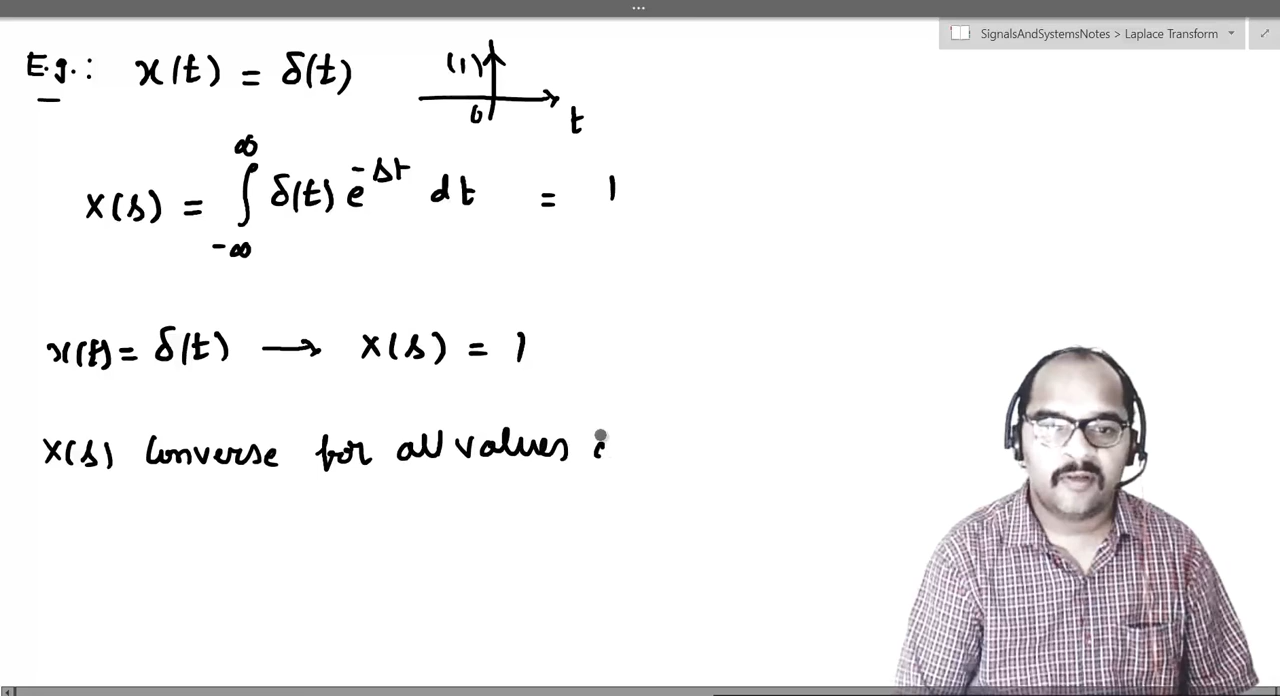 ...
SignalsAndSystemsNotes > Laplace Transform
E.g.: x(t) = δ(t) (1) 0 t
X(s) = ∫_{-∞}^{∞} δ(t) e^{-st} dt = 1
x(t) = δ(t) → X(s) = 1
X(s) Converse for all values